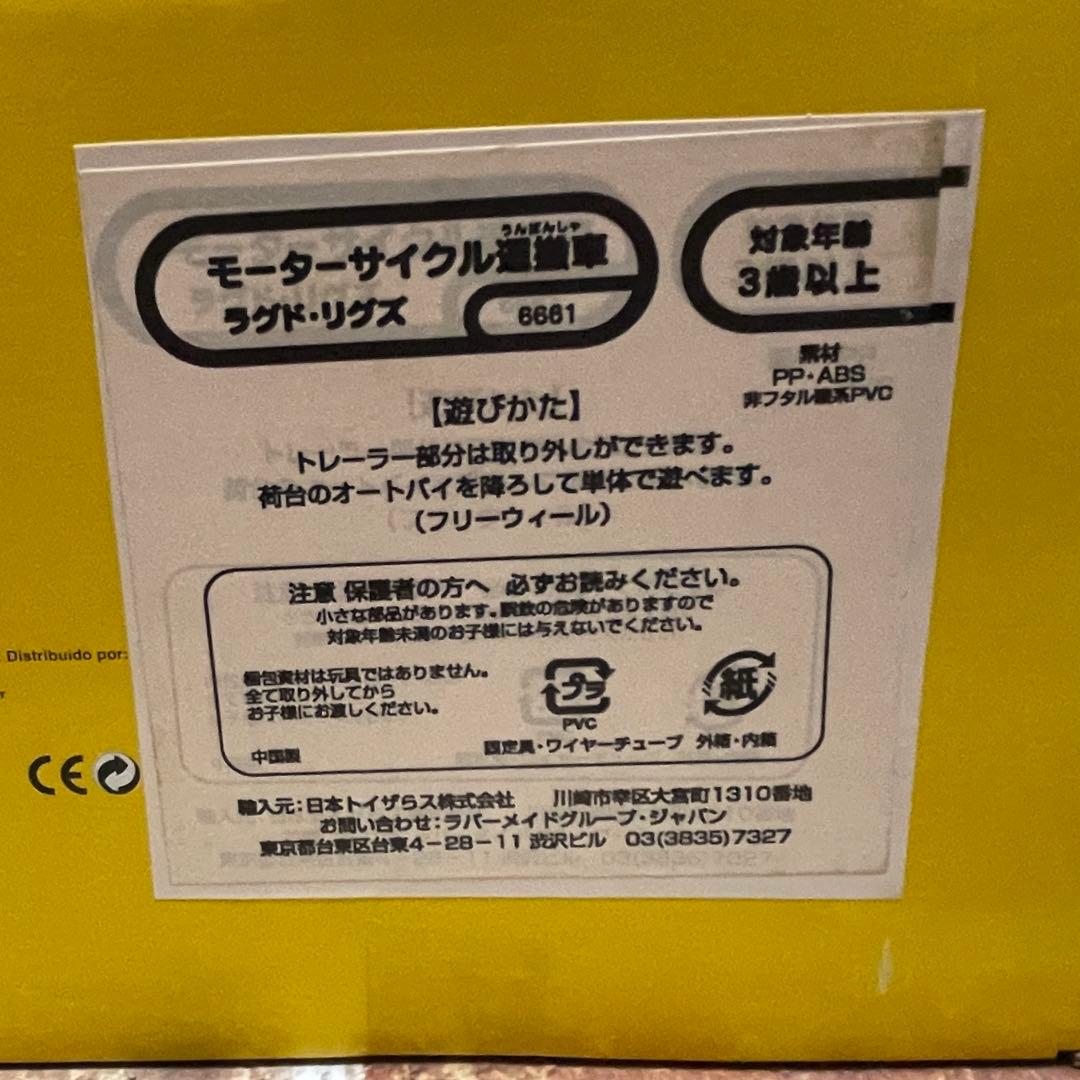 うんぱんしゃ
モーターサイクル運搬車
ラグド・リグズ
6661
対象年齢
3歳以上
素材
PP・ABS
非フタル酸系PVC
【遊びかた】
トレーラー部分は取り外しができます。
荷台のオートバイを降ろして単体で遊べます。
(フリーウィール)
注意 保護者の方へ 必ずお読みください。
小さな部品があります。誤飲の危険がありますので
対象年齢未満のお子様には与えないでください。
梱包資材は玩具ではありません。
全て取り外してから
お子様にお渡しください。
プラ
PVC
固定具・ワイヤーチューブ
紙
外箱・内箱
中国製
Distribuido por:
CE
輸入元:日本トイザらス株式会社 川崎市幸区大宮町1310番地
お問い合わせ:ラバーメイドグループ・ジャパン
東京都台東区台東4-28-11 渋沢ビル 03(3835)7327